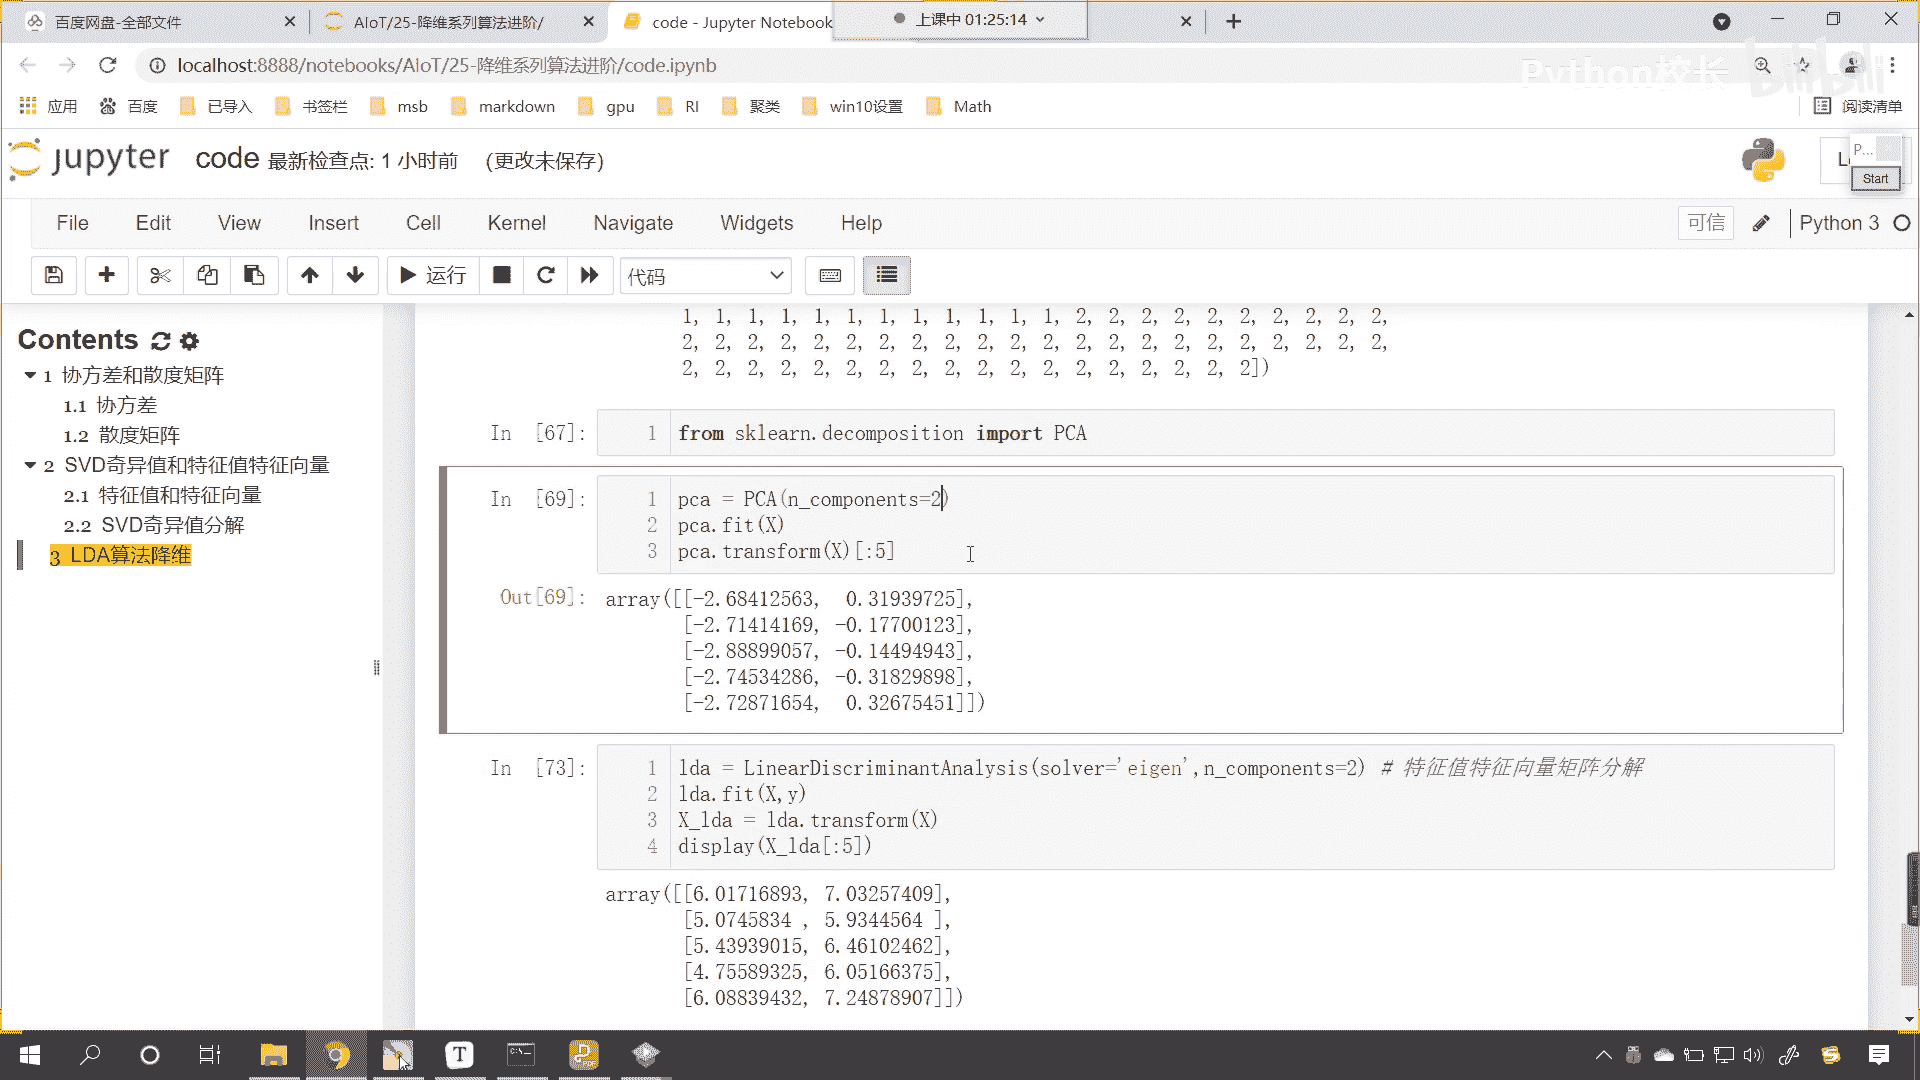 百度网盘-全部文件
AIoT/25-降维系列算法进阶/
code - Jupyter Notebook
上课中 01:25:14
localhost:8888/notebooks/AIoT/25-降维系列算法进阶/code.ipynb
Python校长
bilibili
应用 百度 已导入 书签栏 msb markdown gpu RI 聚类 win10设置 Math 阅读清单
jupyter code 最新检查点: 1 小时前 (更改未保存)
P...
Start
File Edit View Insert Cell Kernel Navigate Widgets Help 可信 Python 3
运行 代码
Contents
1 协方差和散度矩阵
1.1 协方差
1.2 散度矩阵
2 SVD奇异值和特征值特征向量
2.1 特征值和特征向量
2.2 SVD奇异值分解
3 LDA算法降维
1, 1, 1, 1, 1, 1, 1, 1, 1, 1, 1, 1, 2, 2, 2, 2, 2, 2, 2, 2, 2, 2,
2, 2, 2, 2, 2, 2, 2, 2, 2, 2, 2, 2, 2, 2, 2, 2, 2, 2, 2, 2, 2, 2,
2, 2, 2, 2, 2, 2, 2, 2, 2, 2, 2, 2, 2, 2, 2, 2, 2, 2])
In [67]: 1 from sklearn.decomposition import PCA
In [69]: 1 pca = PCA(n_components=2)
2 pca.fit(X)
3 pca.transform(X)[:5]
Out[69]: array([[-2.68412563, 0.31939725],
[-2.71414169, -0.17700123],
[-2.88899057, -0.14494943],
[-2.74534286, -0.31829898],
[-2.72871654, 0.32675451]])
In [73]: 1 lda = LinearDiscriminantAnalysis(solver='eigen',n_components=2) # 特征值特征向量矩阵分解
2 lda.fit(X,y)
3 X_lda = lda.transform(X)
4 display(X_lda[:5])
array([[6.01716893, 7.03257409],
[5.0745834 , 5.9344564 ],
[5.43939015, 6.46102462],
[4.75589325, 6.05166375],
[6.08839432, 7.24878907]])